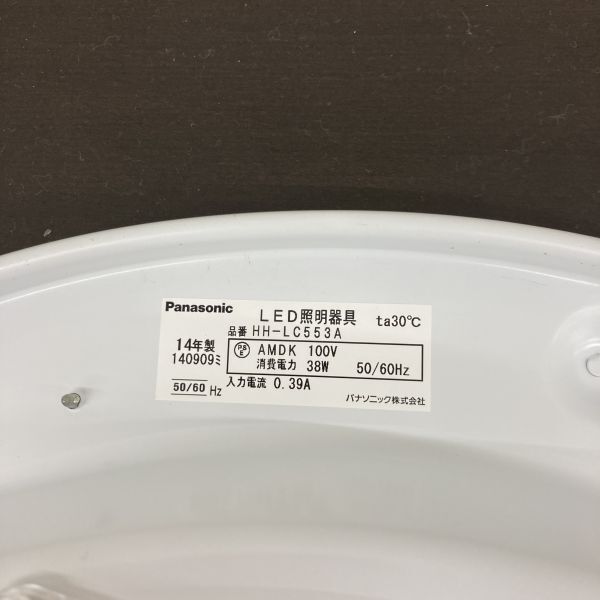 Panasonic LED照明器具 ta30℃
品番 HH-LC553A
14年製
140909ミ
PSE AMDK 100V
消費電力 38W 50/60Hz
50/60 Hz 入力電流 0.39A
パナソニック株式会社